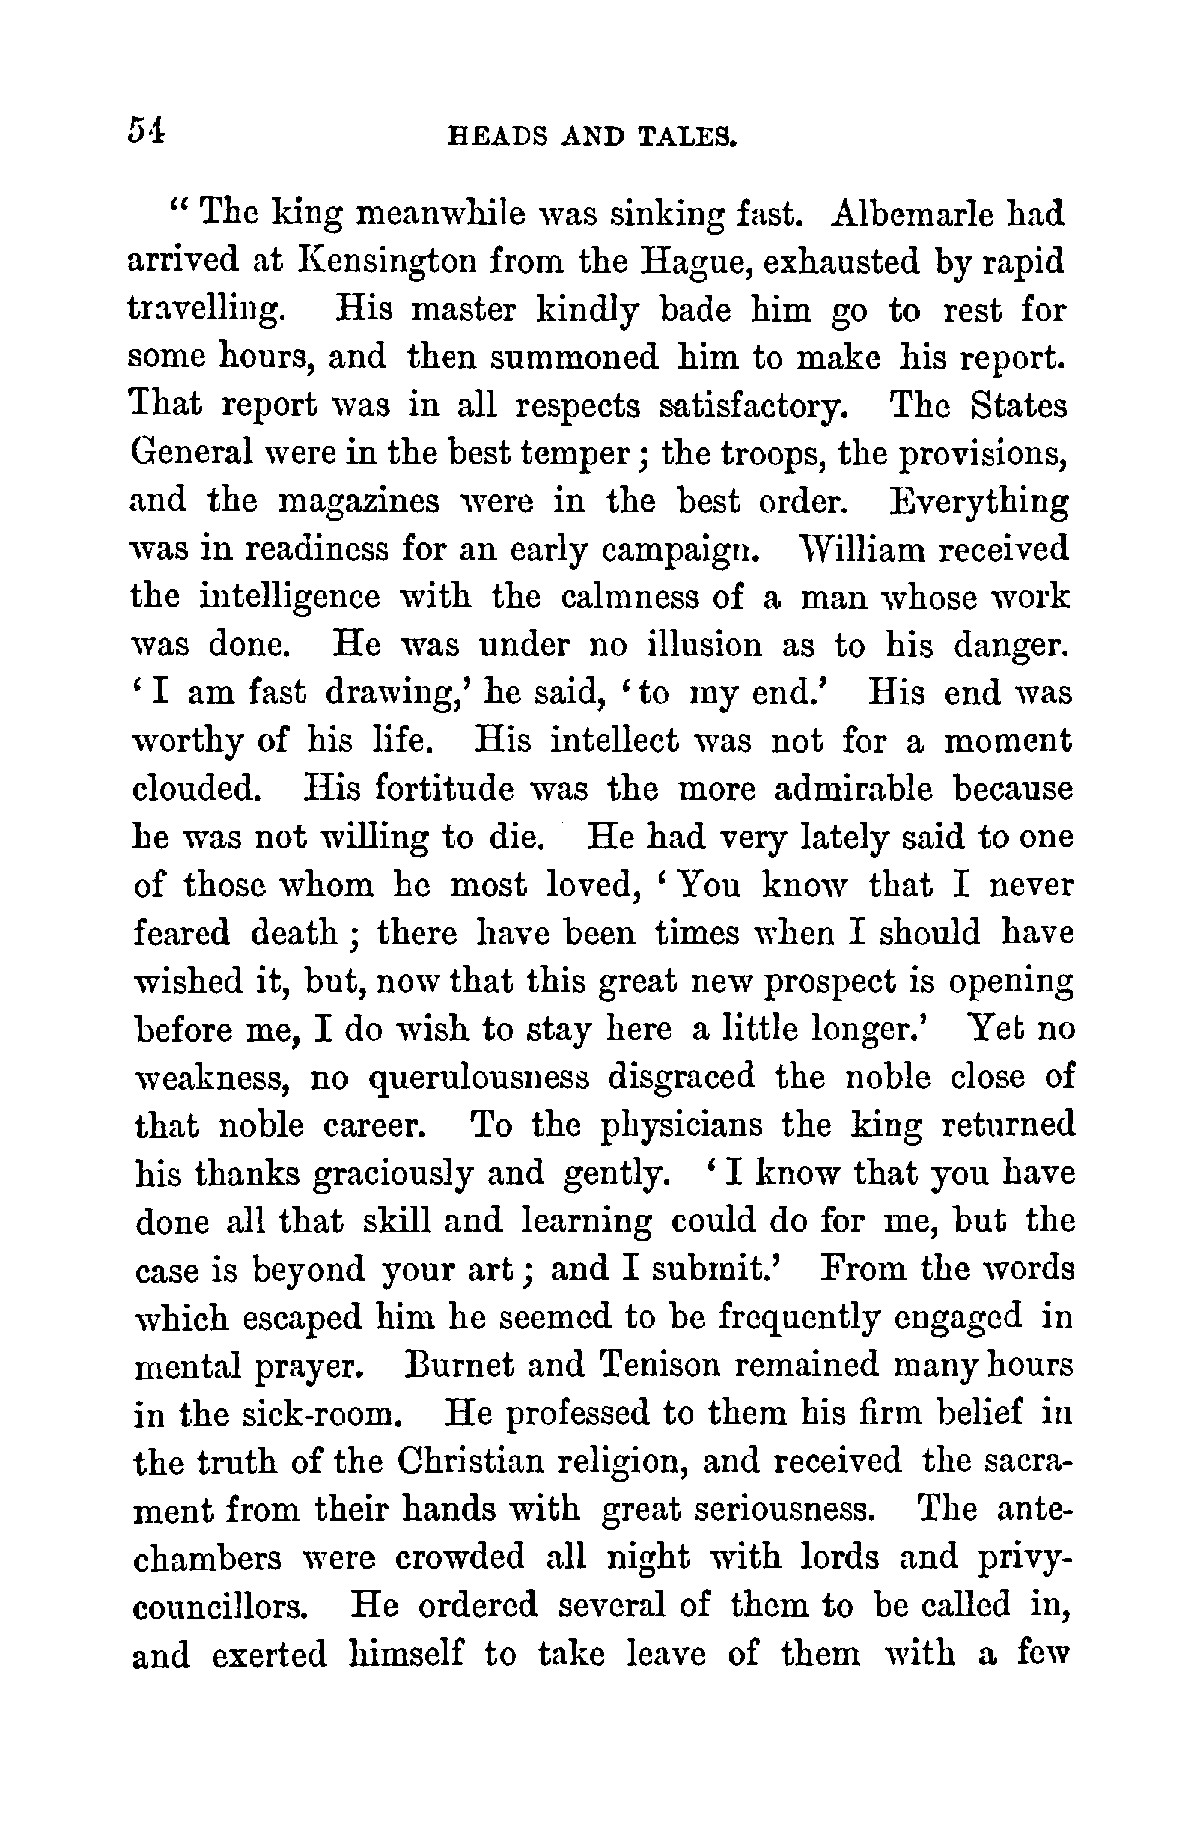 54
HEADS AND TALES.
“ The king meanwhile was sinking fast. Albemarle had
arrived at Kensington from the Hague, exhausted by rapid
travelling. His master kindly bade him go to rest for
some hours, and then summoned him to make his report.
That report was in all respects satisfactory. The States
General were in the best temper ; the troops, the provisions,
and the magazines were in the best order. Everything
was in readiness for an early campaign. William received
the intelligence with the calmness of a man whose work
was done. He was under no illusion as to his danger.
‘ I am fast drawing,’ he said, ‘ to my end.’ His end was
worthy of his life. His intellect was not for a moment
clouded. His fortitude was the more admirable because
he was not willing to die. He had very lately said to one
of those whom he most loved, ‘ You know that I never
feared death ; there have been times when I should have
wished it, but, now that this great new prospect is opening
before me, I do wish to stay here a little longer.’ Yet no
weakness, no querulousness disgraced the noble close of
that noble career. To the physicians the king returned
his thanks graciously and gently. ‘ I know that you have
done all that skill and learning could do for me, but the
case is beyond your art ; and I submit.’ From the words
which escaped him he seemed to be frequently engaged in
mental prayer. Burnet and Tenison remained many hours
in the sick-room. He professed to them his firm belief in
the truth of the Christian religion, and received the sacra-
ment from their hands with great seriousness. The ante-
chambers were crowded all night with lords and privy-
councillors. He ordered several of them to be called in,
and exerted himself to take leave of them with a few